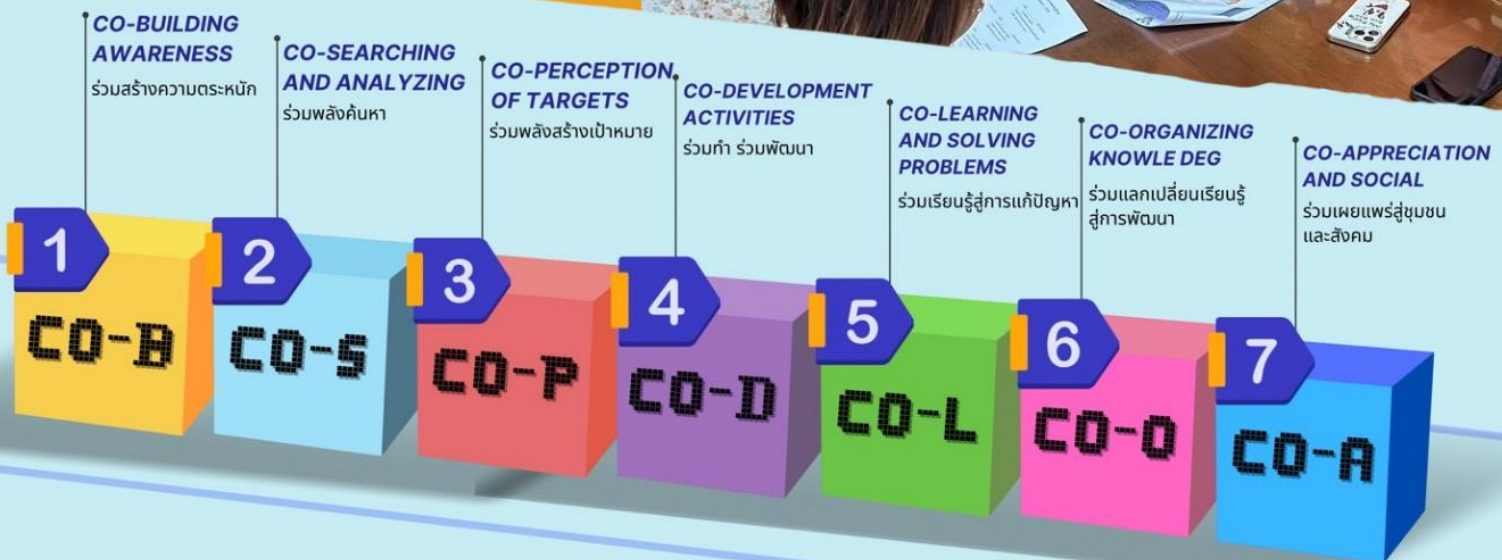 CO-BUILDING
AWARENESS
ร่วมสร้างความตระหนัก
CO-SEARCHING
AND ANALYZING
ร่วมพลังค้นหา
CO-PERCEPTION
OF TARGETS
ร่วมพลังสร้างเป้าหมาย
CO-DEVELOPMENT
ACTIVITIES
ร่วมทำ ร่วมพัฒนา
CO-LEARNING
AND SOLVING
PROBLEMS
ร่วมเรียนรู้สู่การแก้ปัญหา
CO-ORGANIZING
KNOWLE DEG
ร่วมแลกเปลี่ยนเรียนรู้
สู่การพัฒนา
CO-APPRECIATION
AND SOCIAL
ร่วมเผยแพร่สู่ชุมชน
และสังคม
1
CO-B
2
CO-S
3
CO-P
4
CO-D
5
CO-L
6
CO-O
7
CO-A